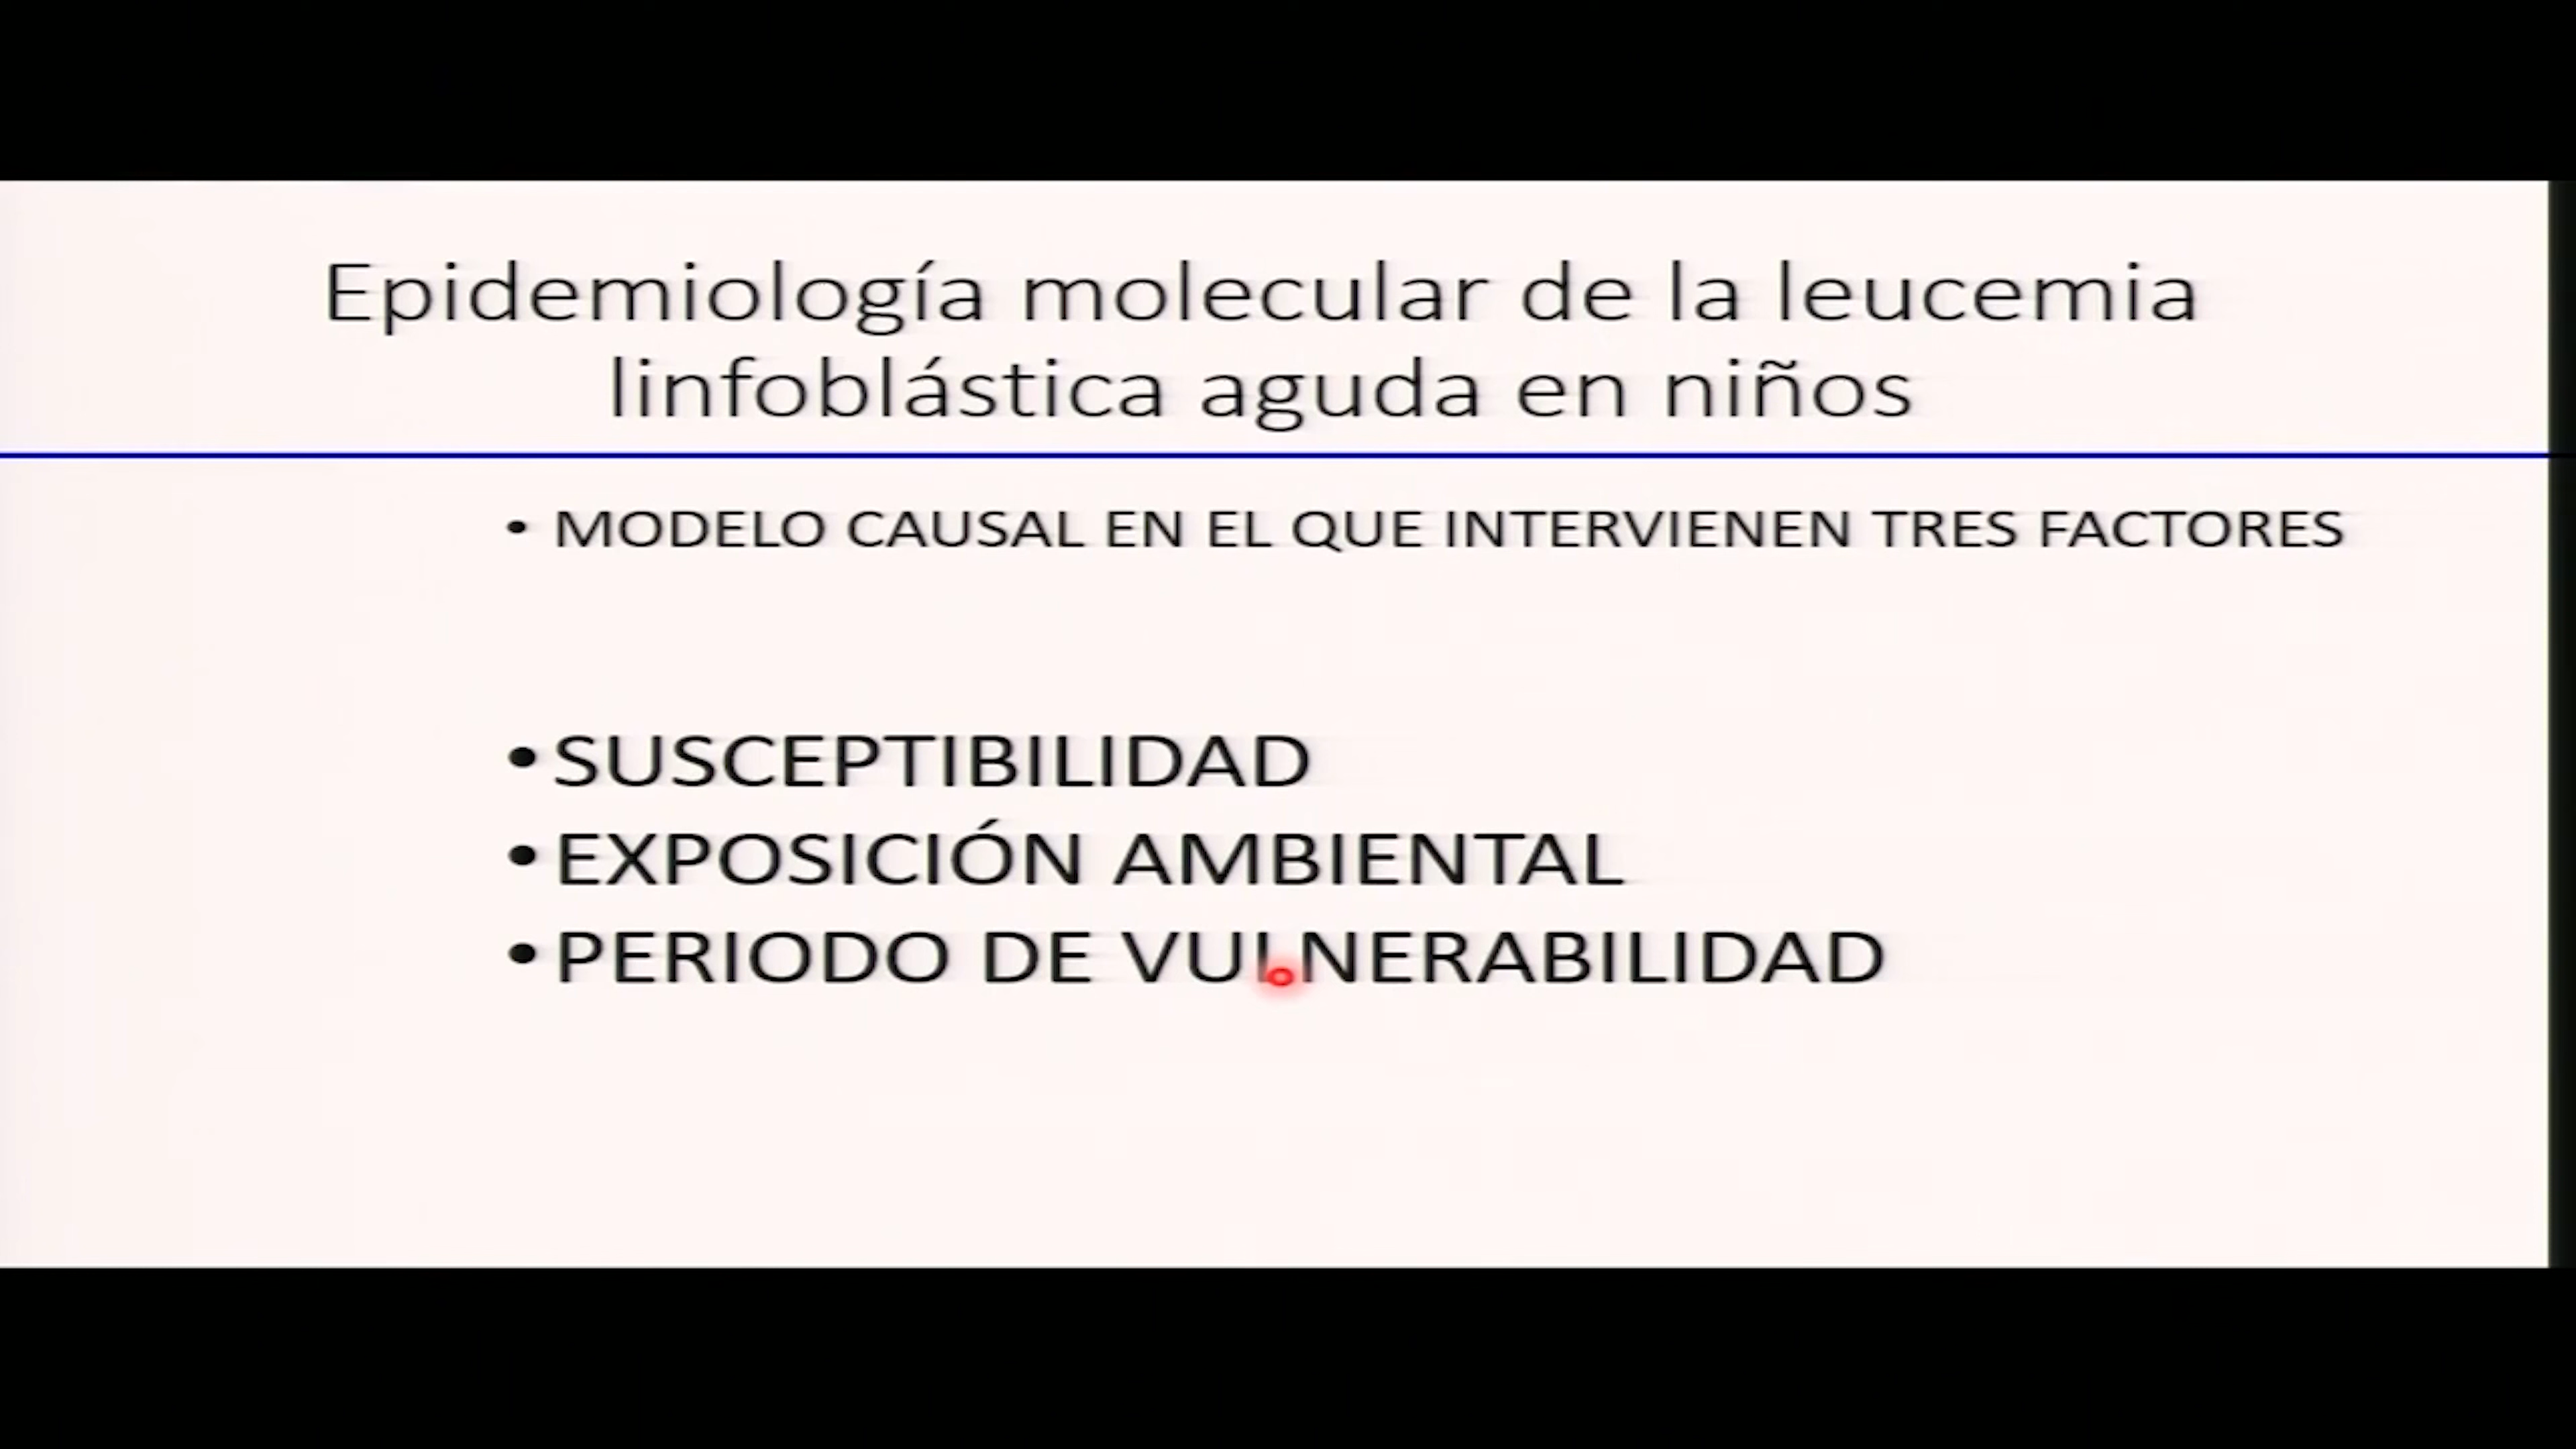 Epidemiología molecular de la leucemia
linfoblástica aguda en niños
• MODELO CAUSAL EN EL QUE INTERVIENEN TRES FACTORES
• SUSCEPTIBILIDAD
• EXPOSICIÓN AMBIENTAL
• PERIODO DE VULNERABILIDAD